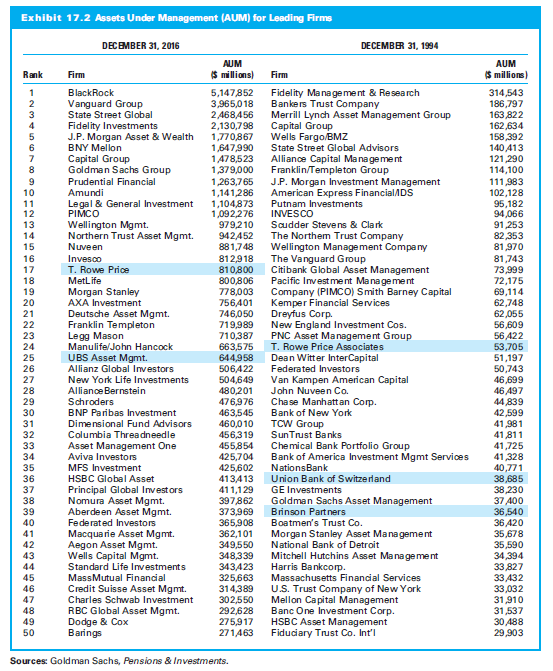 Exhibit 17.2 Assets Under Management (AUM) for Leading Firms
DECEMBER 31, 2016 DECEMBER 31, 1994
AUM AUM
Rank Firm ($ millions) Firm ($ millions)
1 BlackRock 5,147,852 Fidelity Management & Research 314,543
2 Vanguard Group 3,965,018 Bankers Trust Company 186,797
3 State Street Global 2,468,456 Merrill Lynch Asset Management Group 163,822
4 Fidelity Investments 2,130,798 Capital Group 162,634
5 J.P. Morgan Asset & Wealth 1,770,867 Wells Fargo/BMZ 158,392
6 BNY Mellon 1,647,990 State Street Global Advisors 140,413
7 Capital Group 1,478,523 Alliance Capital Management 121,290
8 Goldman Sachs Group 1,379,000 Franklin/Templeton Group 114,100
9 Prudential Financial 1,263,765 J.P. Morgan Investment Management 111,983
10 Amundi 1,141,286 American Express Financial/IDS 102,128
11 Legal & General Investment 1,104,873 Putnam Investments 95,182
12 PIMCO 1,092,276 INVESCO 94,066
13 Wellington Mgmt. 979,210 Scudder Stevens & Clark 91,253
14 Northern Trust Asset Mgmt. 942,452 The Northern Trust Company 82,353
15 Nuveen 881,748 Wellington Management Company 81,970
16 Invesco 812,918 The Vanguard Group 81,743
17 T. Rowe Price 810,800 Citibank Global Asset Management 73,999
18 MetLife 800,806 Pacific Investment Management 72,175
19 Morgan Stanley 778,003 Company (PIMCO) Smith Barney Capital 69,114
20 AXA Investment 756,401 Kemper Financial Services 62,748
21 Deutsche Asset Mgmt. 746,050 Dreyfus Corp. 62,055
22 Franklin Templeton 719,989 New England Investment Cos. 56,609
23 Legg Mason 710,387 PNC Asset Management Group 56,422
24 Manulife/John Hancock 663,575 T. Rowe Price Associates 53,705
25 UBS Asset Mgmt. 644,958 Dean Witter InterCapital 51,197
26 Allianz Global Investors 506,422 Federated Investors 50,743
27 New York Life Investments 504,649 Van Kampen American Capital 46,699
28 AllianceBernstein 480,201 John Nuveen Co. 46,497
29 Schroders 476,976 Chase Manhattan Corp. 44,839
30 BNP Paribas Investment 463,545 Bank of New York 42,599
31 Dimensional Fund Advisors 460,010 TCW Group 41,981
32 Columbia Threadneedle 456,319 SunTrust Banks 41,811
33 Asset Management One 455,854 Chemical Bank Portfolio Group 41,725
34 Aviva Investors 425,704 Bank of America Investment Mgmt Services 41,328
35 MFS Investment 425,602 NationsBank 40,771
36 HSBC Global Asset 413,413 Union Bank of Switzerland 38,685
37 Principal Global Investors 411,129 GE Investments 38,230
38 Nomura Asset Mgmt. 397,862 Goldman Sachs Asset Management 37,400
39 Aberdeen Asset Mgmt. 373,969 Brinson Partners 36,540
40 Federated Investors 365,908 Boatmen's Trust Co. 36,420
41 Macquarie Asset Mgmt. 362,101 Morgan Stanley Asset Management 35,678
42 Aegon Asset Mgmt. 349,550 National Bank of Detroit 35,590
43 Wells Capital Mgmt. 348,339 Mitchell Hutchins Asset Management 34,394
44 Standard Life Investments 343,423 Harris Bankcorp. 33,827
45 MassMutual Financial 325,663 Massachusetts Financial Services 33,432
46 Credit Suisse Asset Mgmt. 314,389 U.S. Trust Company of New York 33,032
47 Charles Schwab Investment 302,550 Mellon Capital Management 31,910
48 RBC Global Asset Mgmt. 292,628 Banc One Investment Corp. 31,537
49 Dodge & Cox 275,917 HSBC Asset Management 30,488
50 Barings 271,463 Fiduciary Trust Co. Int'l 29,903
Sources: Goldman Sachs, Pensions & Investments.